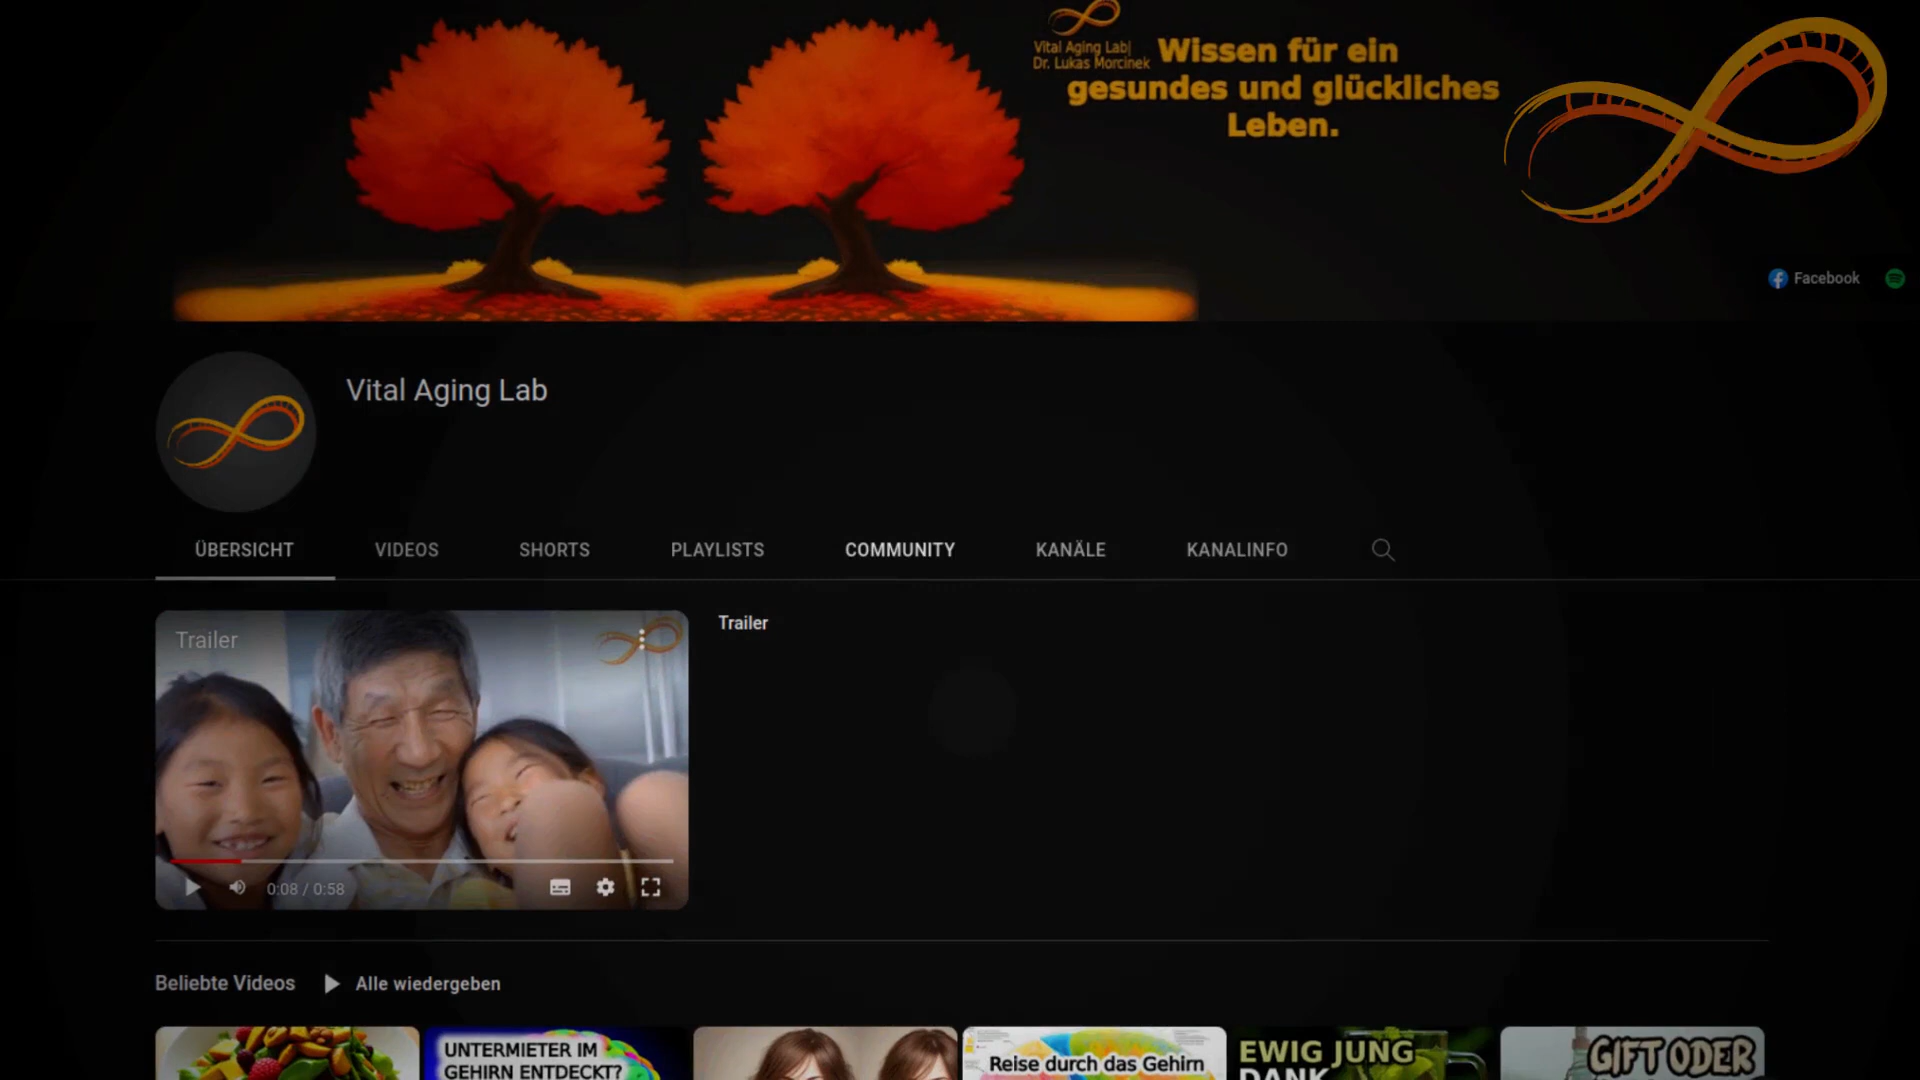 Vital Aging Lab|
Dr. Lukas Morcinek
Wissen für ein
gesundes und glückliches
Leben.
Facebook
Vital Aging Lab
ÜBERSICHT
VIDEOS
SHORTS
PLAYLISTS
COMMUNITY
KANÄLE
KANALINFO
Trailer
Trailer
0:08 / 0:58
Beliebte Videos
Alle wiedergeben
UNTERMIETER IM
GEHIRN ENTDECKT?
Reise durch das Gehirn
EWIG JUNG
DANK
GIFT ODER